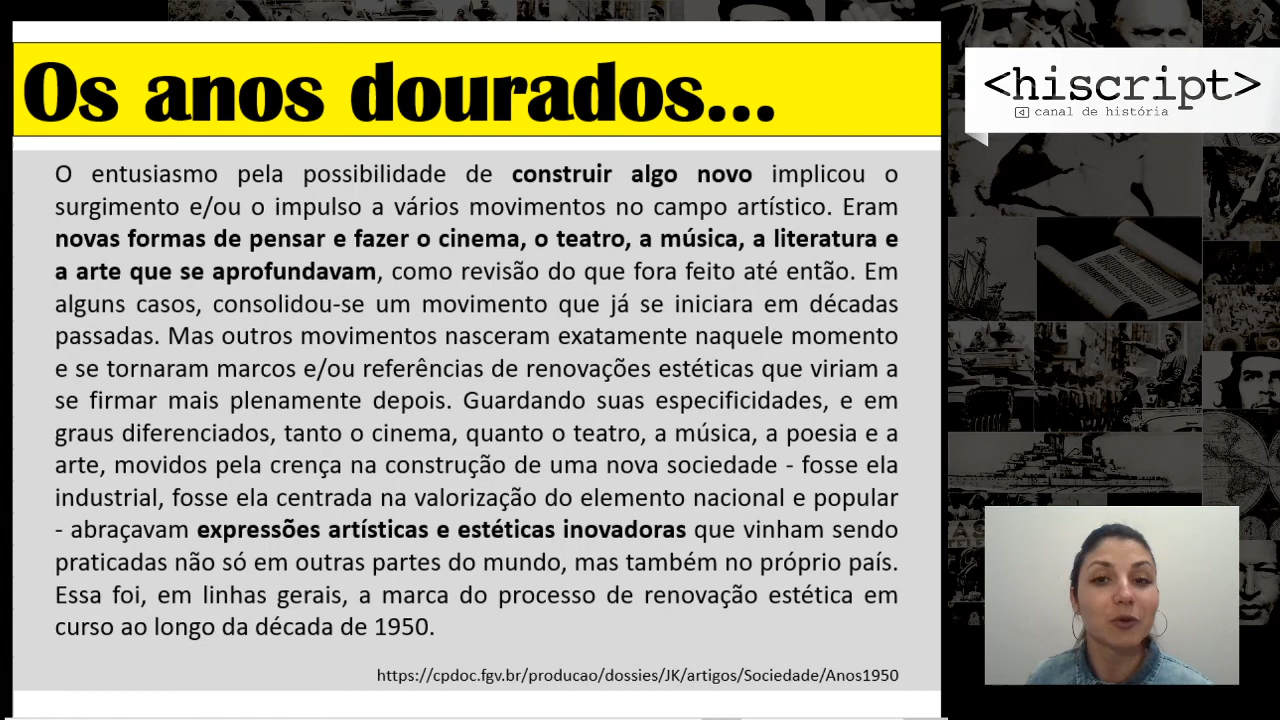 Os anos dourados...
<hiscript>
canal de história
O entusiasmo pela possibilidade de construir algo novo implicou o
surgimento e/ou o impulso a vários movimentos no campo artístico. Eram
novas formas de pensar e fazer o cinema, o teatro, a música, a literatura e
a arte que se aprofundavam, como revisão do que fora feito até então. Em
alguns casos, consolidou-se um movimento que já se iniciara em décadas
passadas. Mas outros movimentos nasceram exatamente naquele momento
e se tornaram marcos e/ou referências de renovações estéticas que viriam a
se firmar mais plenamente depois. Guardando suas especificidades, e em
graus diferenciados, tanto o cinema, quanto o teatro, a música, a poesia e a
arte, movidos pela crença na construção de uma nova sociedade - fosse ela
industrial, fosse ela centrada na valorização do elemento nacional e popular
- abraçavam expressões artísticas e estéticas inovadoras que vinham sendo
praticadas não só em outras partes do mundo, mas também no próprio país.
Essa foi, em linhas gerais, a marca do processo de renovação estética em
curso ao longo da década de 1950.
https://cpdoc.fgv.br/producao/dossies/JK/artigos/Sociedade/Anos1950